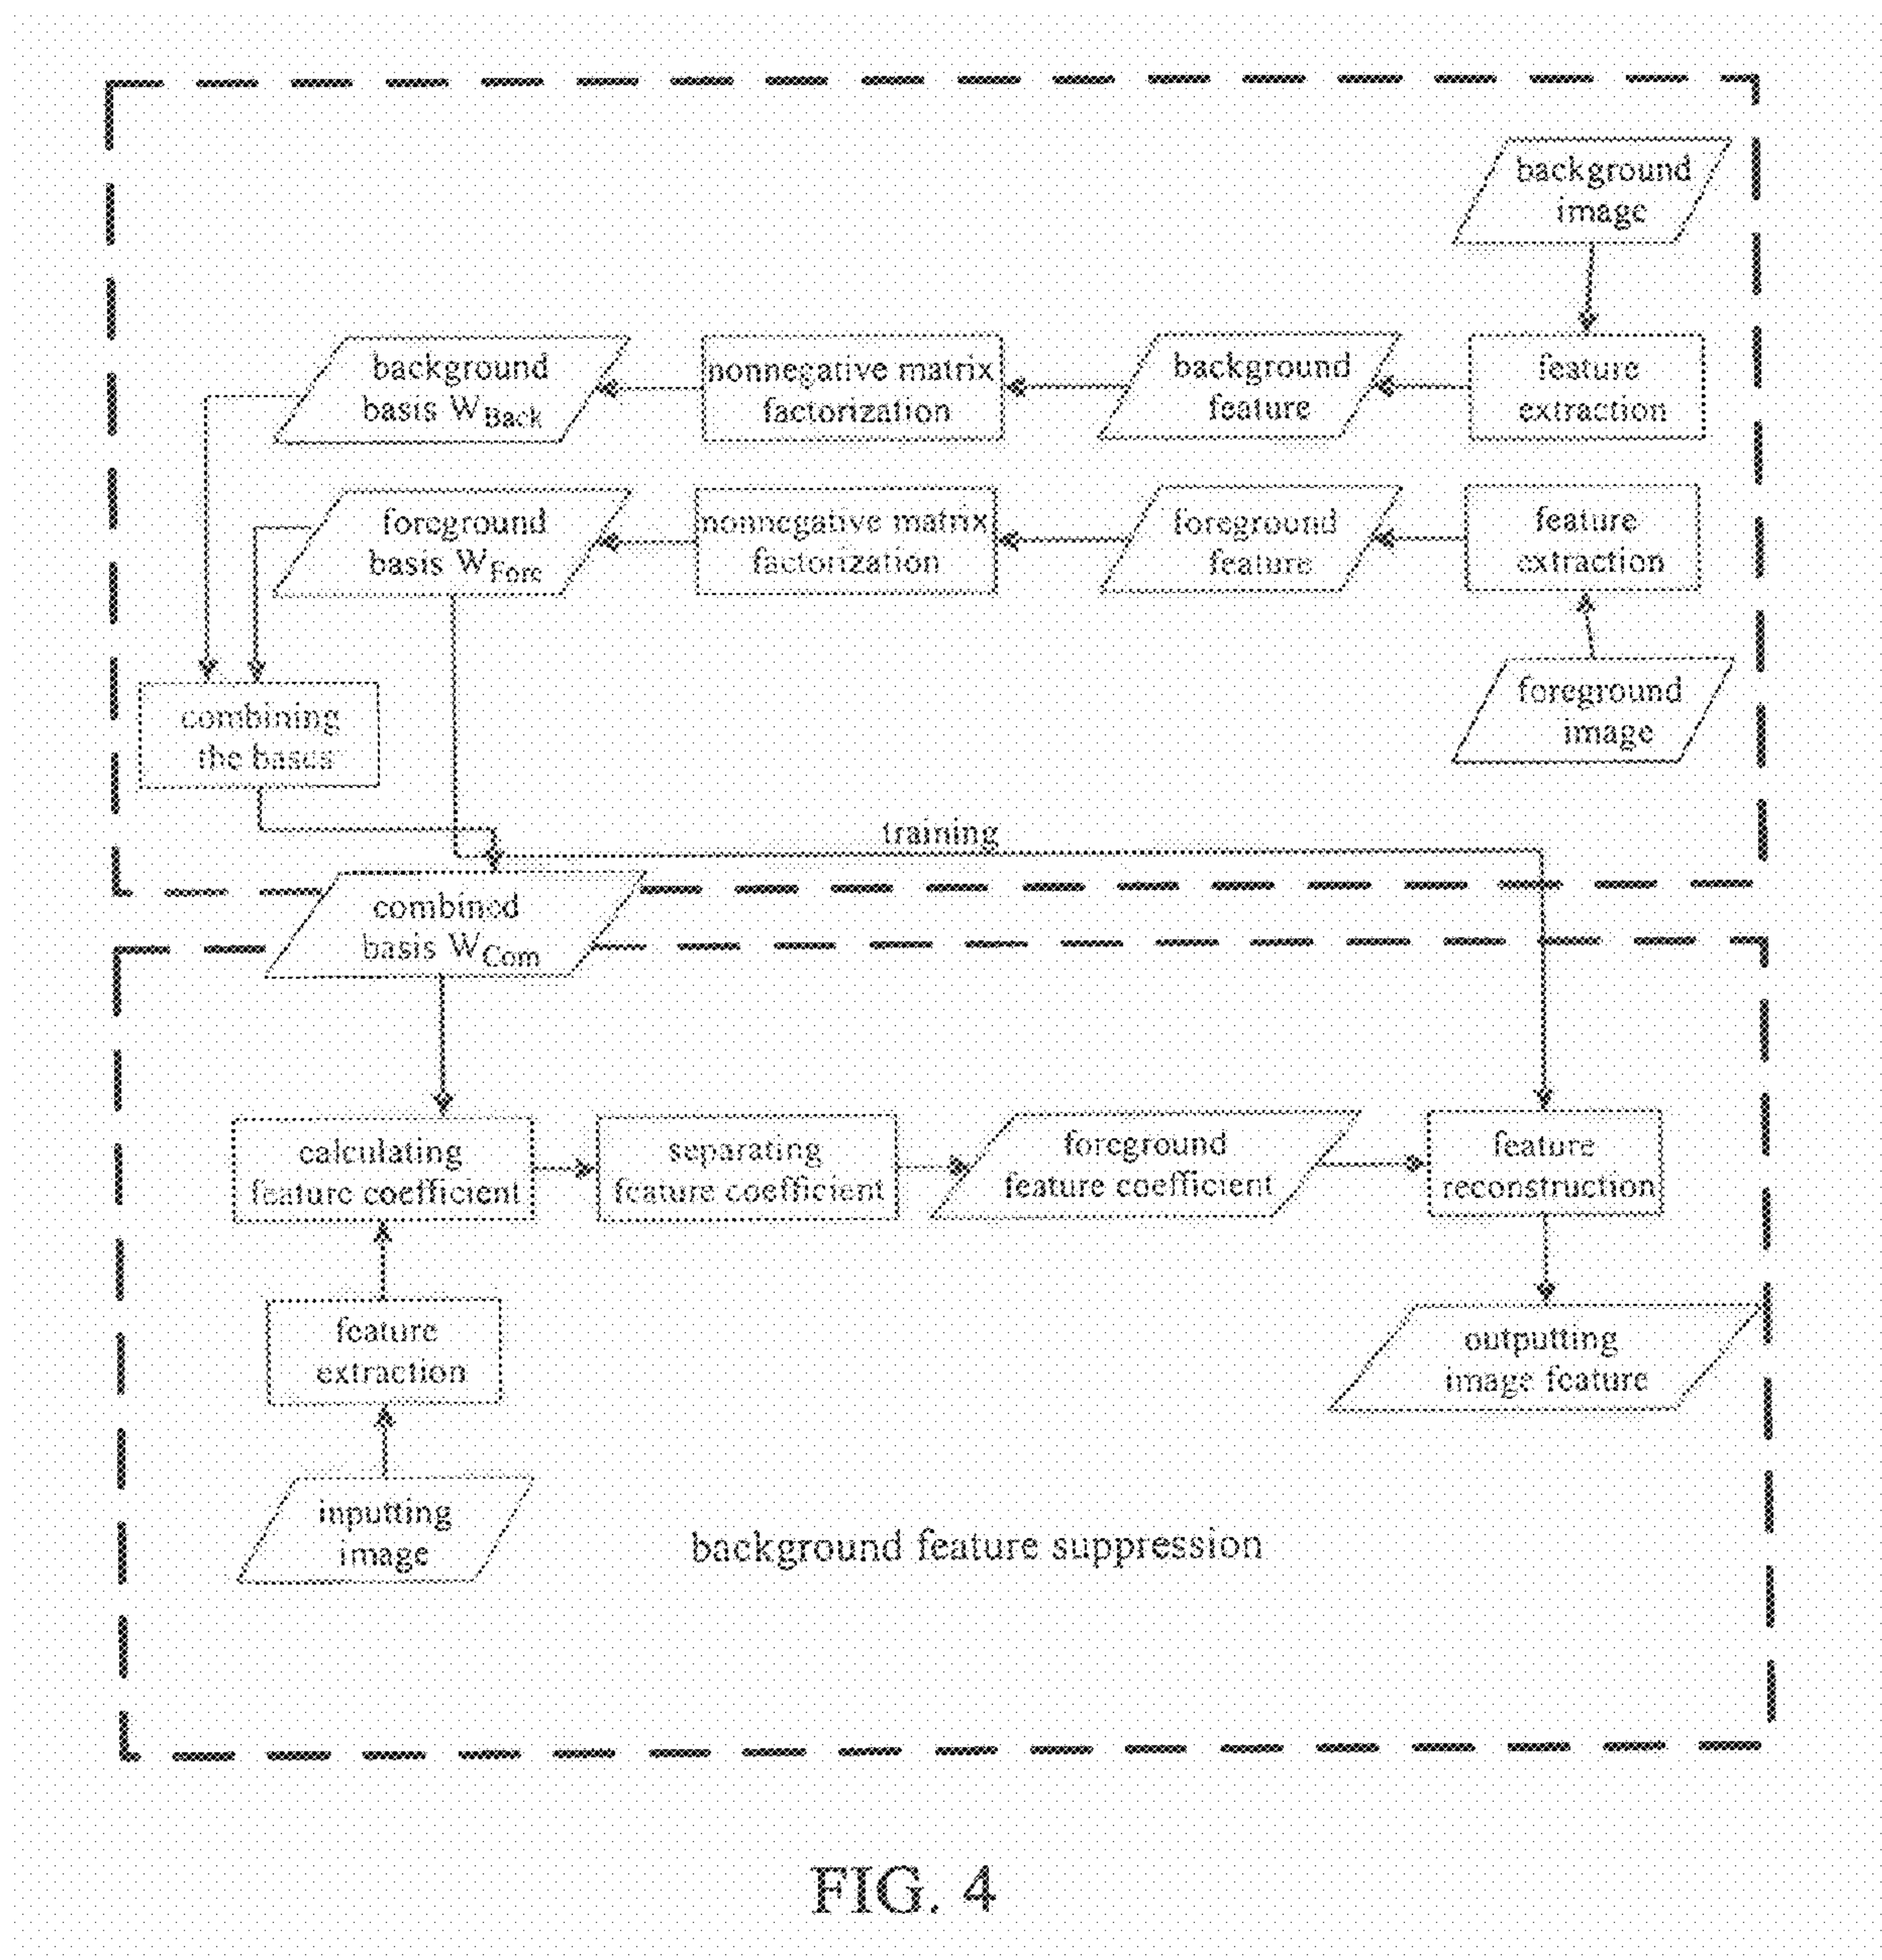 background
image
background
basis W_Back
nonnegative matrix
factorization
background
feature
feature
extraction
foreground
basis W_Fore
nonnegative matrix
factorization
foreground
feature
feature
extraction
foreground
image
combining
the bases
training
combined
basis W_Com
calculating
feature coefficient
separating
feature coefficient
foreground
feature coefficient
feature
reconstruction
feature
extraction
outputting
image feature
inputting
image
background feature suppression
FIG. 4